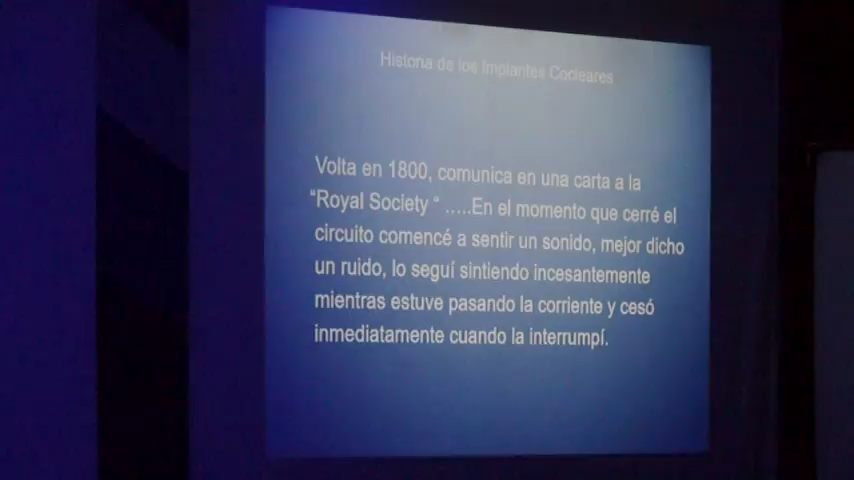 Historia de los Implantes Cocleares
Volta en 1800, comunica en una carta a la
“Royal Society “ .....En el momento que cerré el
circuito comencé a sentir un sonido, mejor dicho
un ruido, lo seguí sintiendo incesantemente
mientras estuve pasando la corriente y cesó
inmediatamente cuando la interrumpí.